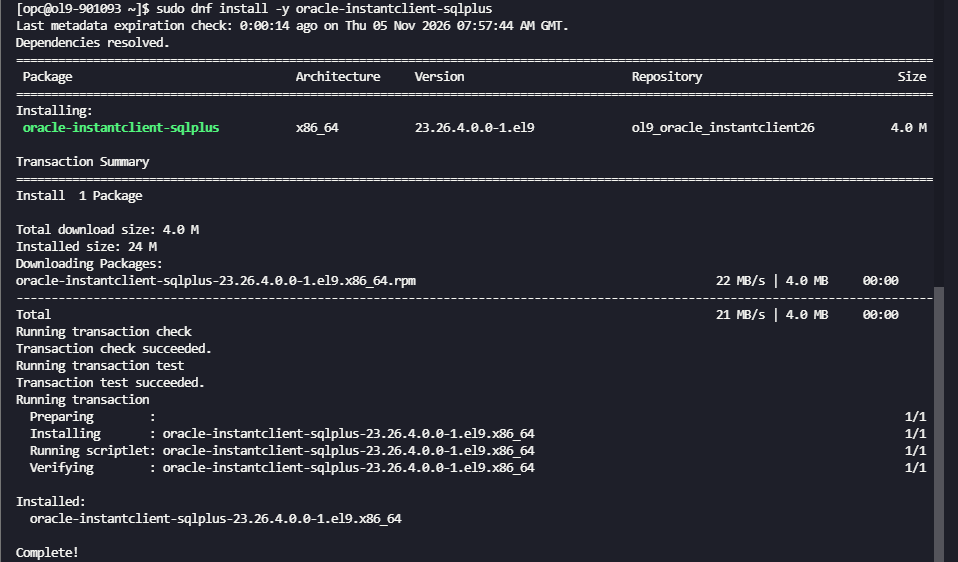 [opc@ol9-901093 ~]$ sudo dnf install -y oracle-instantclient-sqlplus
Last metadata expiration check: 0:00:14 ago on Thu 05 Nov 2026 07:57:44 AM GMT.
Dependencies resolved.
================================================================================
Package Architecture Version Repository Size
================================================================================
Installing:
oracle-instantclient-sqlplus x86_64 23.26.4.0.0-1.el9 ol9_oracle_instantclient26 4.0 M
Transaction Summary
================================================================================
Install 1 Package
Total download size: 4.0 M
Installed size: 24 M
Downloading Packages:
oracle-instantclient-sqlplus-23.26.4.0.0-1.el9.x86_64.rpm 22 MB/s | 4.0 MB 00:00
--------------------------------------------------------------------------------
Total 21 MB/s | 4.0 MB 00:00
Running transaction check
Transaction check succeeded.
Running transaction test
Transaction test succeeded.
Running transaction
Preparing : 1/1
Installing : oracle-instantclient-sqlplus-23.26.4.0.0-1.el9.x86_64 1/1
Running scriptlet: oracle-instantclient-sqlplus-23.26.4.0.0-1.el9.x86_64 1/1
Verifying : oracle-instantclient-sqlplus-23.26.4.0.0-1.el9.x86_64 1/1
Installed:
oracle-instantclient-sqlplus-23.26.4.0.0-1.el9.x86_64
Complete!